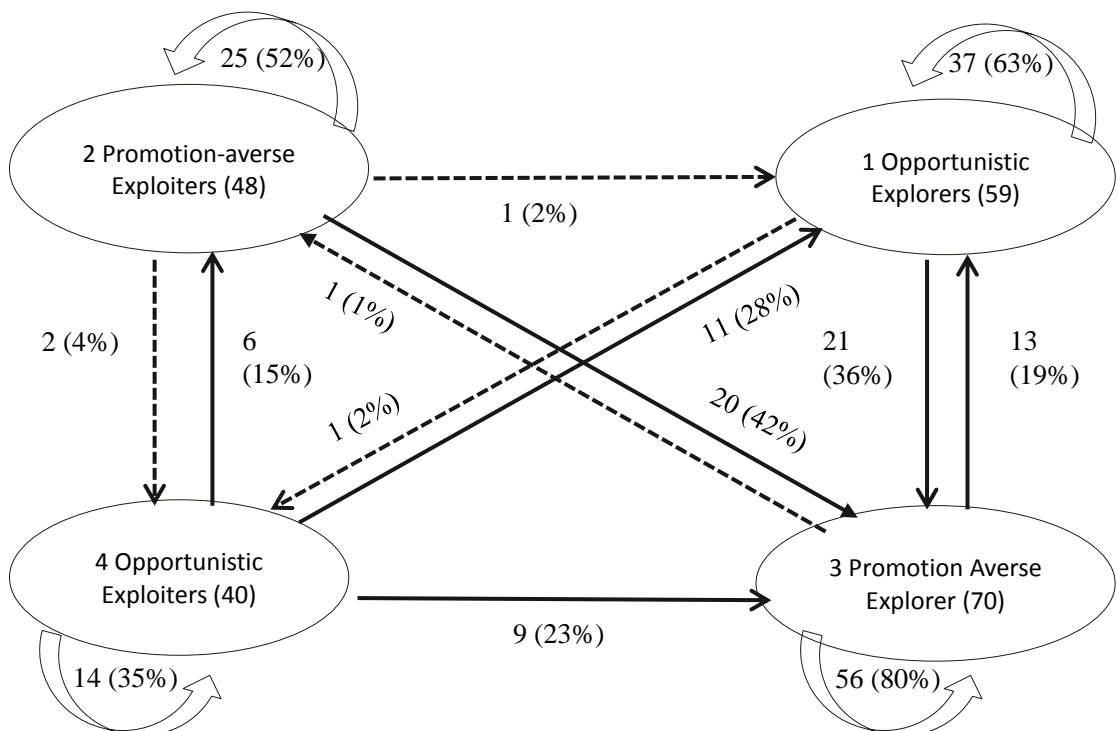 25 (52%)
37 (63%)
2 Promotion-averse
Exploiters (48)
1 Opportunistic
Explorers (59)
1 (2%)
1 (1%)
11 (28%)
2 (4%)
6
(15%)
21
(36%)
13
(19%)
1 (2%)
20 (42%)
4 Opportunistic
Exploiters (40)
3 Promotion Averse
Explorer (70)
9 (23%)
14 (35%)
56 (80%)